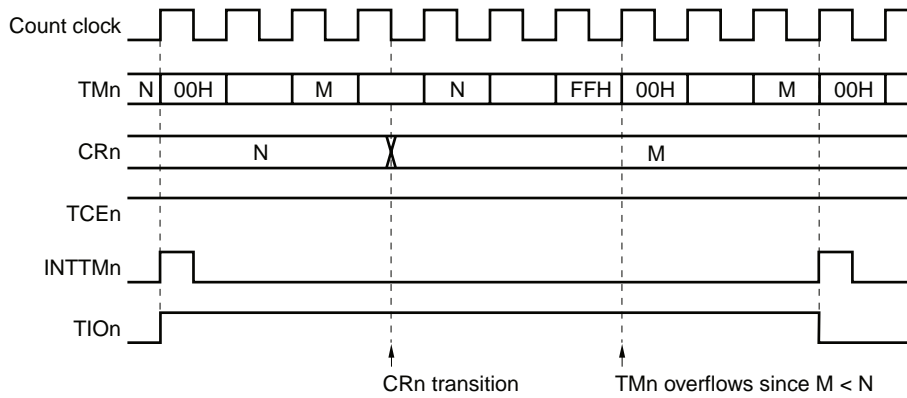 Count clock
TMn N 00H M N FFH 00H M 00H
CRn N M
TCEn
INTTMn
TIOn
CRn transition TMn overflows since M < N